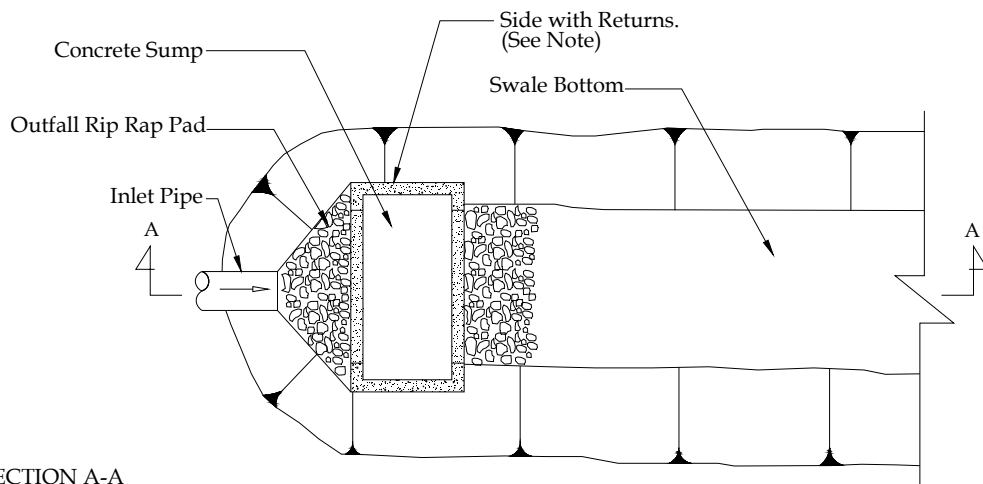 Side with Returns.
(See Note)
Concrete Sump
Swale Bottom
Outfall Rip Rap Pad
Inlet Pipe
A
A
ECTION A-A